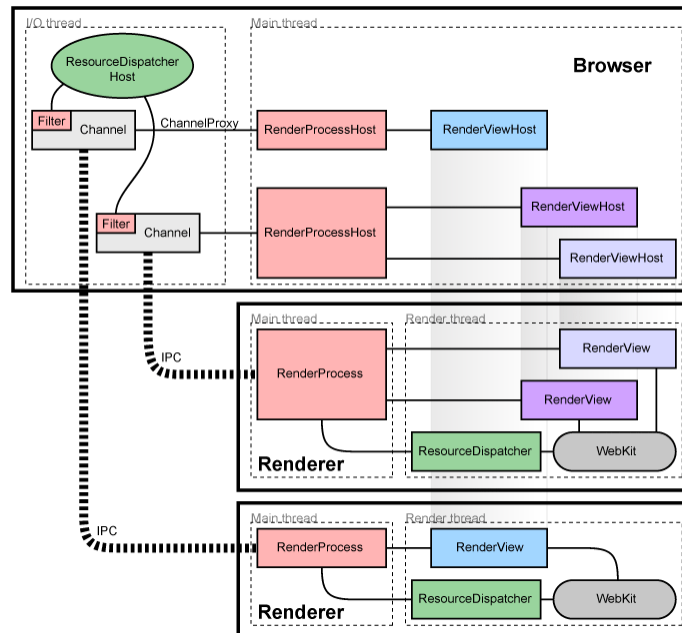 I/O thread
Main thread
ResourceDispatcher
Host
Browser
Filter
Channel
ChannelProxy
RenderProcessHost
RenderViewHost
RenderViewHost
Filter
Channel
RenderProcessHost
RenderViewHost
Main thread
Render thread
IPC
RenderView
RenderProcess
RenderView
ResourceDispatcher
WebKit
Renderer
Main thread
Render thread
IPC
RenderProcess
RenderView
ResourceDispatcher
WebKit
Renderer